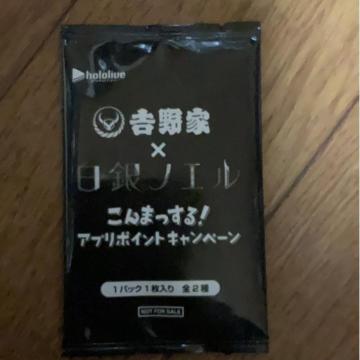 hololive
吉野家
×
白銀ノエル
こんまっする!
アプリポイントキャンペーン
1パック1枚入り 全2種
NOT FOR SALE